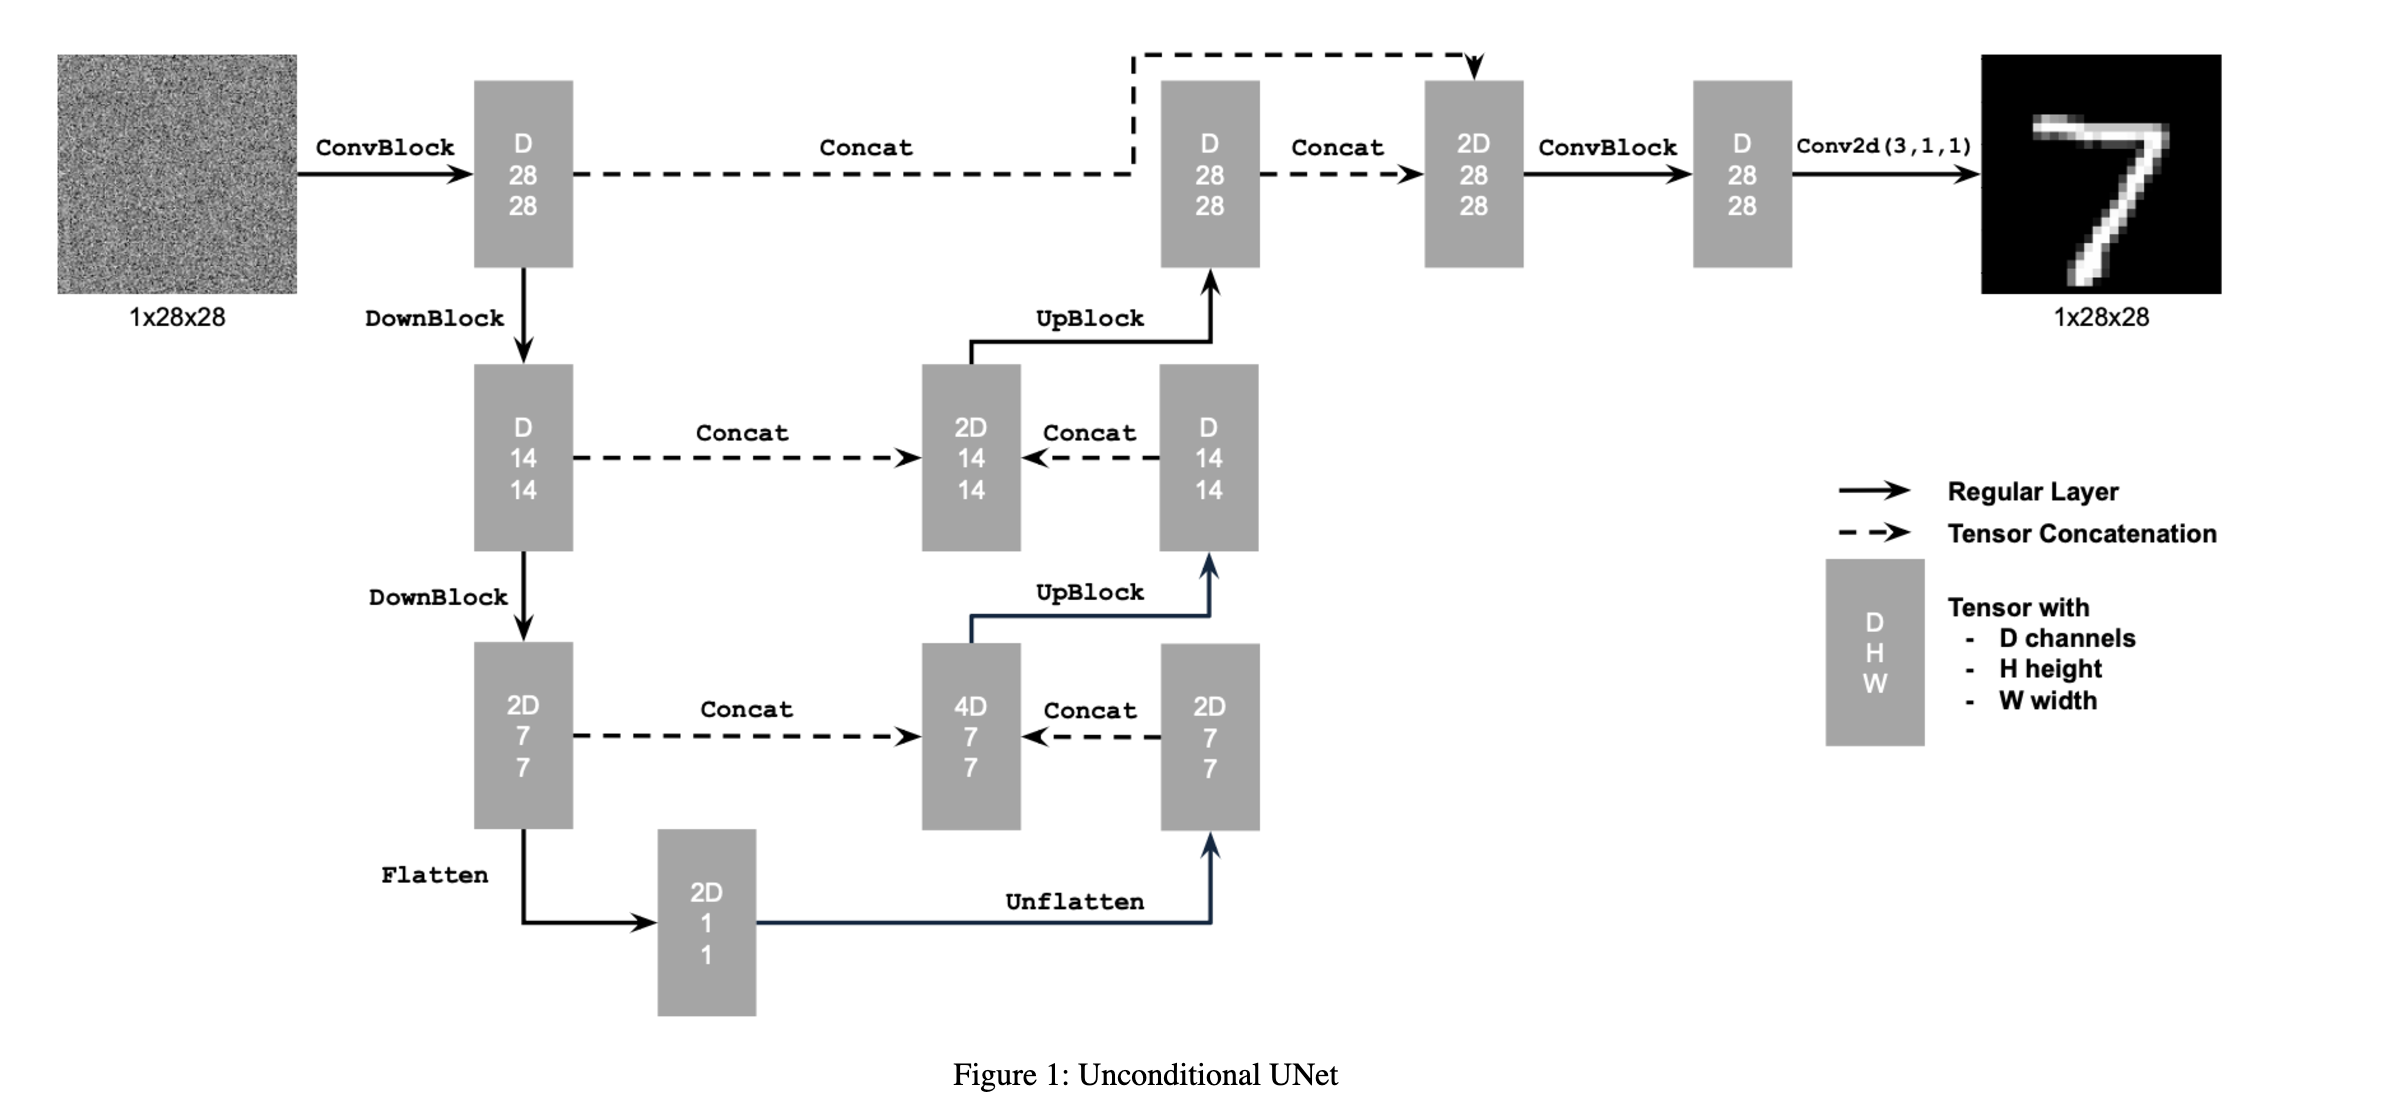 ConvBlock
D
28
28
Concat
D
28
28
Concat
2D
28
28
ConvBlock
D
28
28
Conv2d(3,1,1)
1x28x28
1x28x28
DownBlock
UpBlock
D
14
14
Concat
2D
14
14
Concat
D
14
14
Regular Layer
Tensor Concatenation
DownBlock
UpBlock
D
H
W
Tensor with
- D channels
- H height
- W width
2D
7
7
Concat
4D
7
7
Concat
2D
7
7
Flatten
2D
1
1
Unflatten
Figure 1: Unconditional UNet